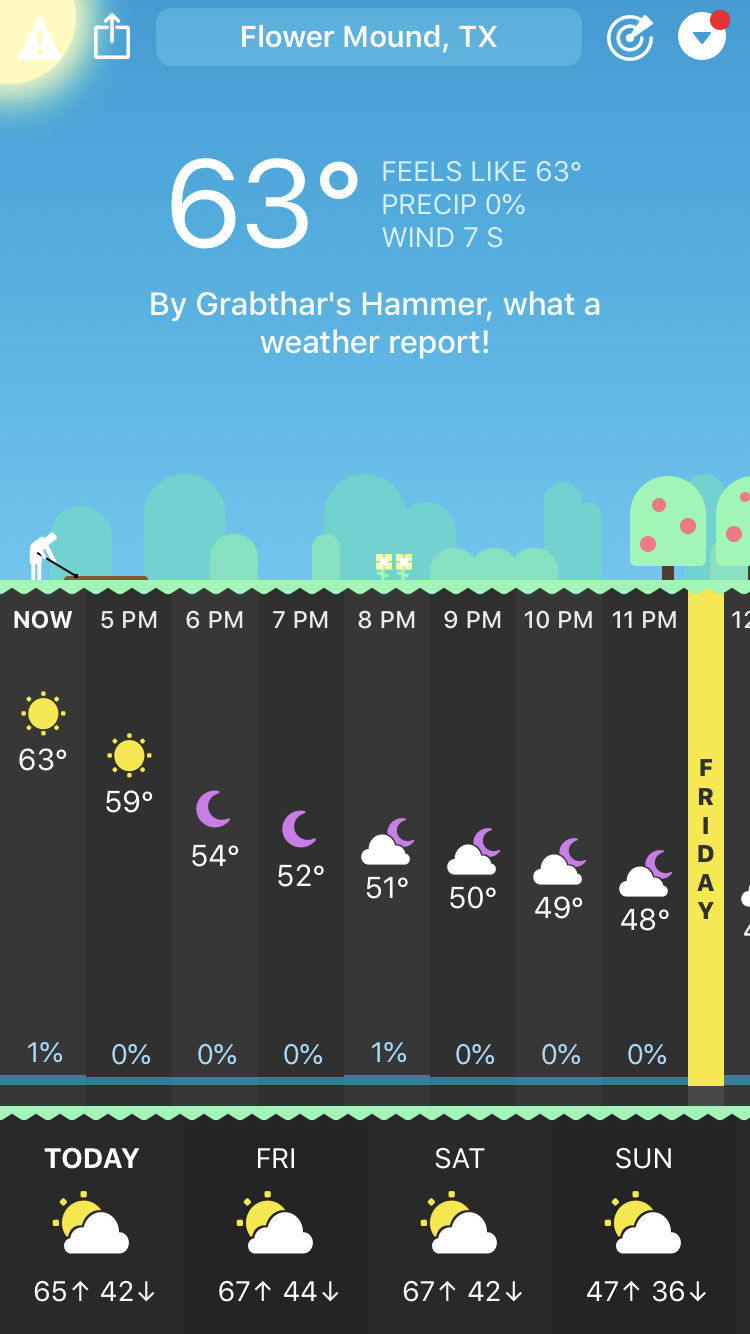 Flower Mound, TX
63°
FEELS LIKE 63°
PRECIP 0%
WIND 7 S
By Grabthar's Hammer, what a
weather report!
NOW 5 PM 6 PM 7 PM 8 PM 9 PM 10 PM 11 PM
63° 59° 54° 52° 51° 50° 49° 48°
FRIDAY
1% 0% 0% 0% 1% 0% 0% 0%
TODAY FRI SAT SUN
65↑ 42↓ 67↑ 44↓ 67↑ 42↓ 47↑ 36↓